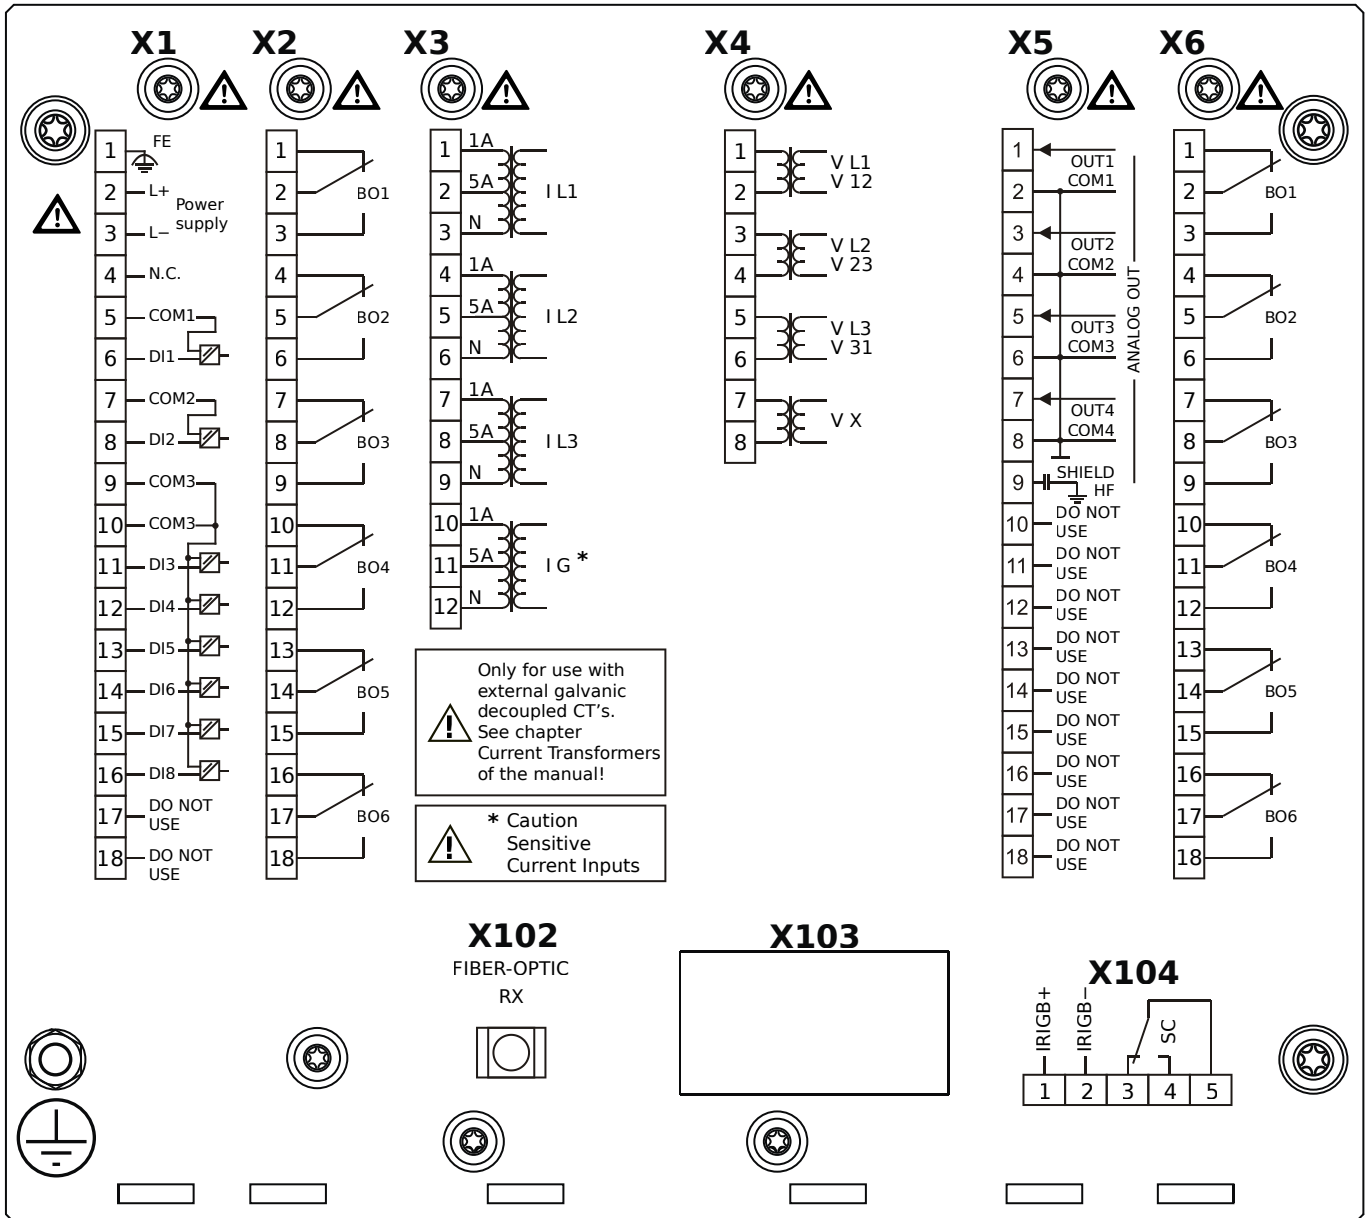 X1
X2
X3
X4
X5
X6
1 FE
2 L+
Power
supply
3 L−
4 N.C.
5 COM1
6 DI1
7 COM2
8 DI2
9 COM3
10 COM3
11 DI3
12 DI4
13 DI5
14 DI6
15 DI7
16 DI8
17 DO NOT
USE
18 DO NOT
USE
1
2 BO1
3
4
5 BO2
6
7
8 BO3
9
10
11 BO4
12
13
14 BO5
15
16
17 BO6
18
1 1A
2 5A I L1
3 N
4 1A
5 5A I L2
6 N
7 1A
8 5A I L3
9 N
10 1A
11 5A I G *
12 N
Only for use with
external galvanic
decoupled CT's.
See chapter
Current Transformers
of the manual!
* Caution
Sensitive
Current Inputs
1 V L1
2 V 12
3 V L2
4 V 23
5 V L3
6 V 31
7 V X
8
1 OUT1
2 COM1
3 OUT2
4 COM2
5 OUT3
6 COM3
7 OUT4
8 COM4
ANALOG OUT
9 SHIELD
HF
10 DO NOT
USE
11 DO NOT
USE
12 DO NOT
USE
13 DO NOT
USE
14 DO NOT
USE
15 DO NOT
USE
16 DO NOT
USE
17 DO NOT
USE
18 DO NOT
USE
1
2 BO1
3
4
5 BO2
6
7
8 BO3
9
10
11 BO4
12
13
14 BO5
15
16
17 BO6
18
X102
FIBER-OPTIC
RX
X103
X104
IRIGB+
IRIGB−
SC
1 2 3 4 5